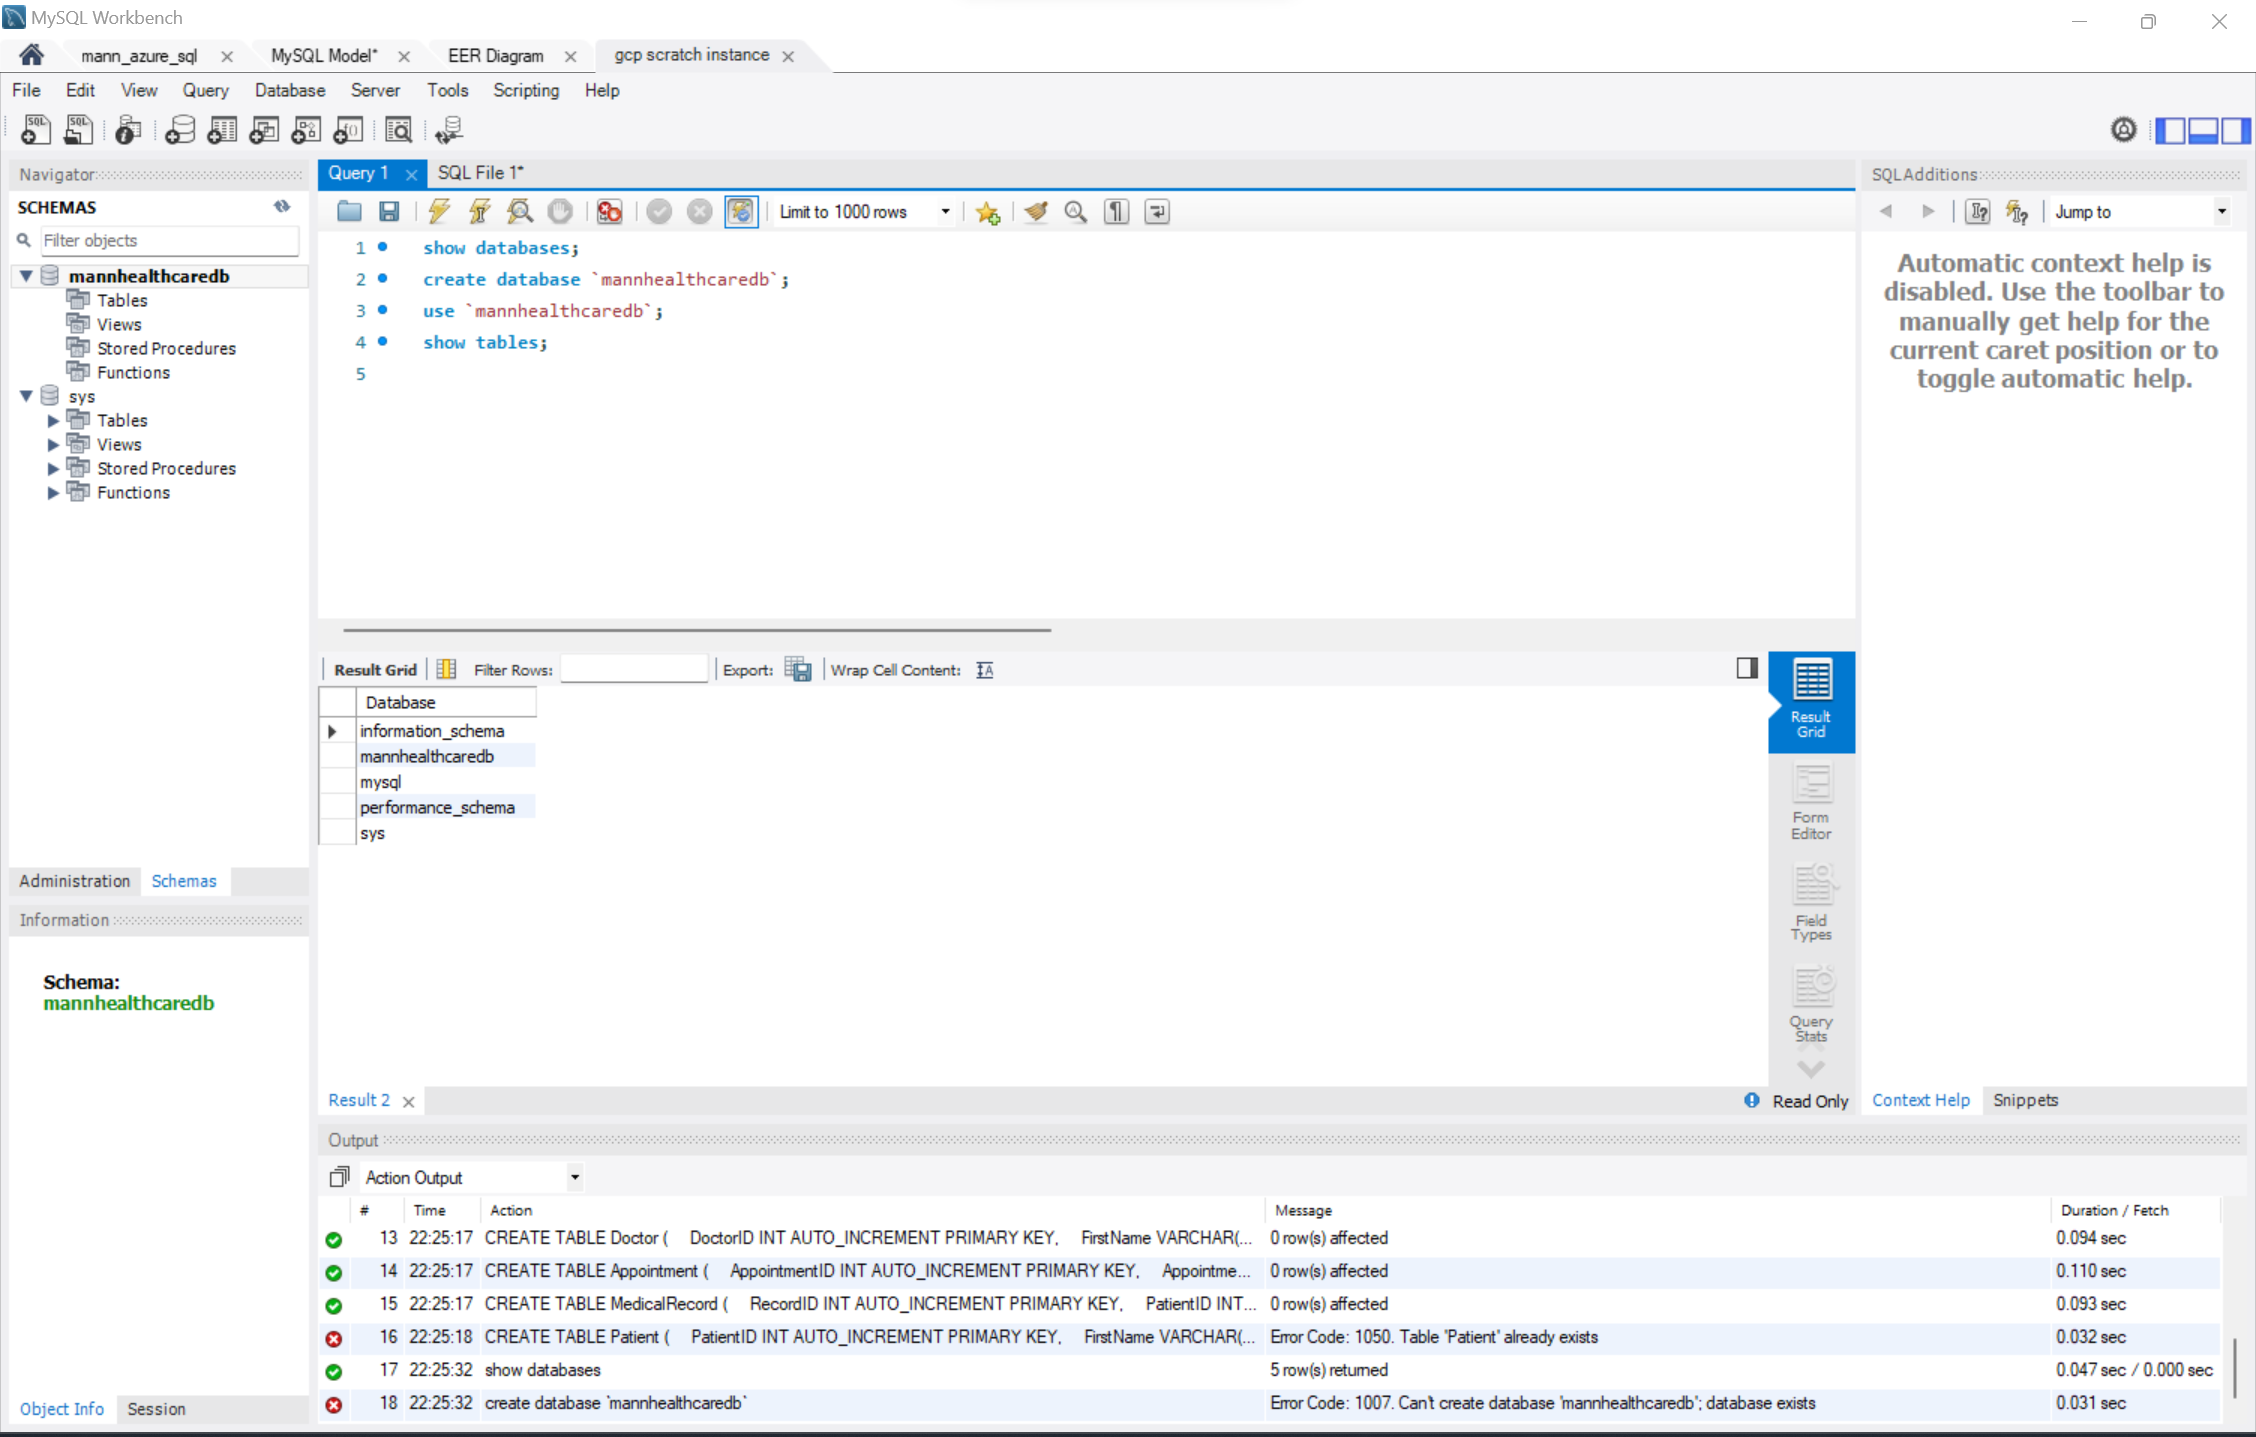 MySQL Workbench
mann_azure_sql
MySQL Model*
EER Diagram
gcp scratch instance
File Edit View Query Database Server Tools Scripting Help
Navigator
SCHEMAS
Filter objects
mannhealthcaredb
Tables
Views
Stored Procedures
Functions
sys
Tables
Views
Stored Procedures
Functions
Administration Schemas
Information
Schema:
mannhealthcaredb
Object Info Session
Query 1
SQL File 1*
Limit to 1000 rows
1 show databases;
2 create database `mannhealthcaredb`;
3 use `mannhealthcaredb`;
4 show tables;
5
Result Grid Filter Rows: Export: Wrap Cell Content:
Database
information_schema
mannhealthcaredb
mysql
performance_schema
sys
Result
Grid
Form
Editor
Field
Types
Query
Stats
Result 2
Read Only
SQLAdditions
Jump to
Automatic context help is
disabled. Use the toolbar to
manually get help for the
current caret position or to
toggle automatic help.
Context Help Snippets
Output
Action Output
# Time Action Message Duration / Fetch
13 22:25:17 CREATE TABLE Doctor ( DoctorID INT AUTO_INCREMENT PRIMARY KEY, FirstName VARCHAR(... 0 row(s) affected 0.094 sec
14 22:25:17 CREATE TABLE Appointment ( AppointmentID INT AUTO_INCREMENT PRIMARY KEY, Appointme... 0 row(s) affected 0.110 sec
15 22:25:17 CREATE TABLE MedicalRecord ( RecordID INT AUTO_INCREMENT PRIMARY KEY, PatientID INT... 0 row(s) affected 0.093 sec
16 22:25:18 CREATE TABLE Patient ( PatientID INT AUTO_INCREMENT PRIMARY KEY, FirstName VARCHAR(... Error Code: 1050. Table 'Patient' already exists 0.032 sec
17 22:25:32 show databases 5 row(s) returned 0.047 sec / 0.000 sec
18 22:25:32 create database `mannhealthcaredb` Error Code: 1007. Can't create database 'mannhealthcaredb'; database exists 0.031 sec